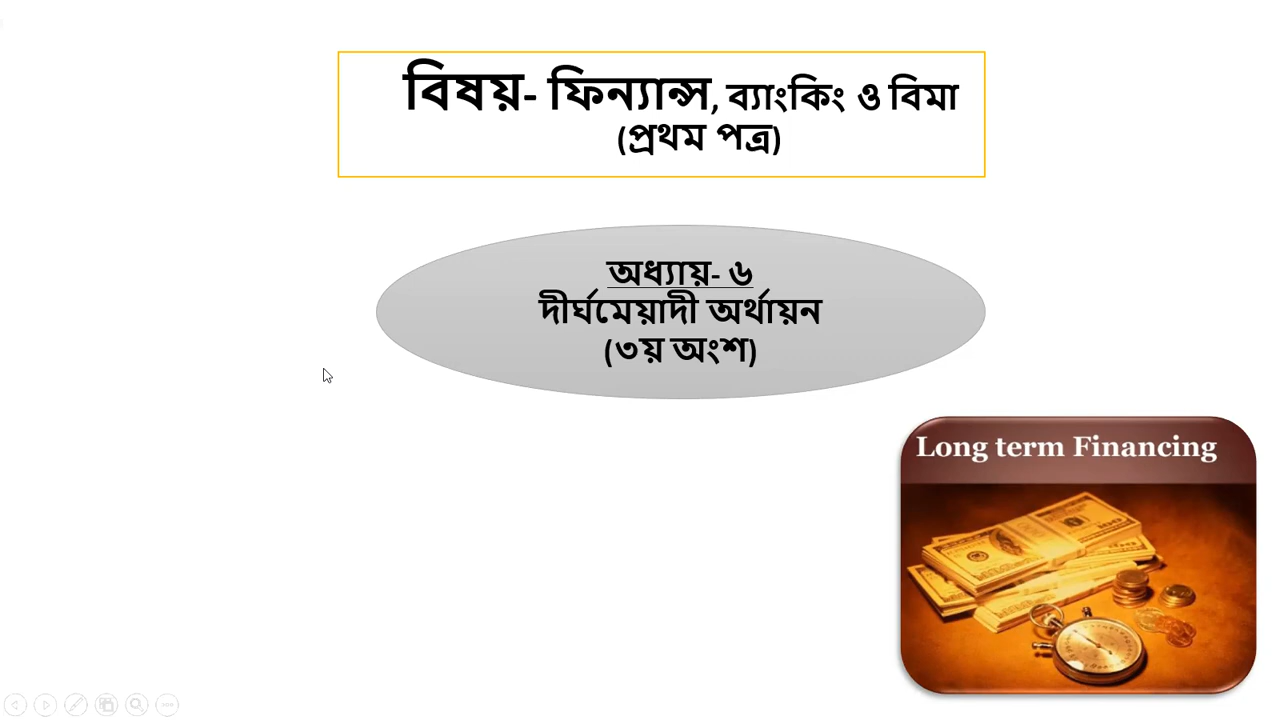 বিষয়- ফিন্যান্স, ব্যাংকিং ও বিমা
(প্রথম পত্র)
অধ্যায়- ৬
দীর্ঘমেয়াদী অর্থায়ন
(৩য় অংশ)
Long term Financing